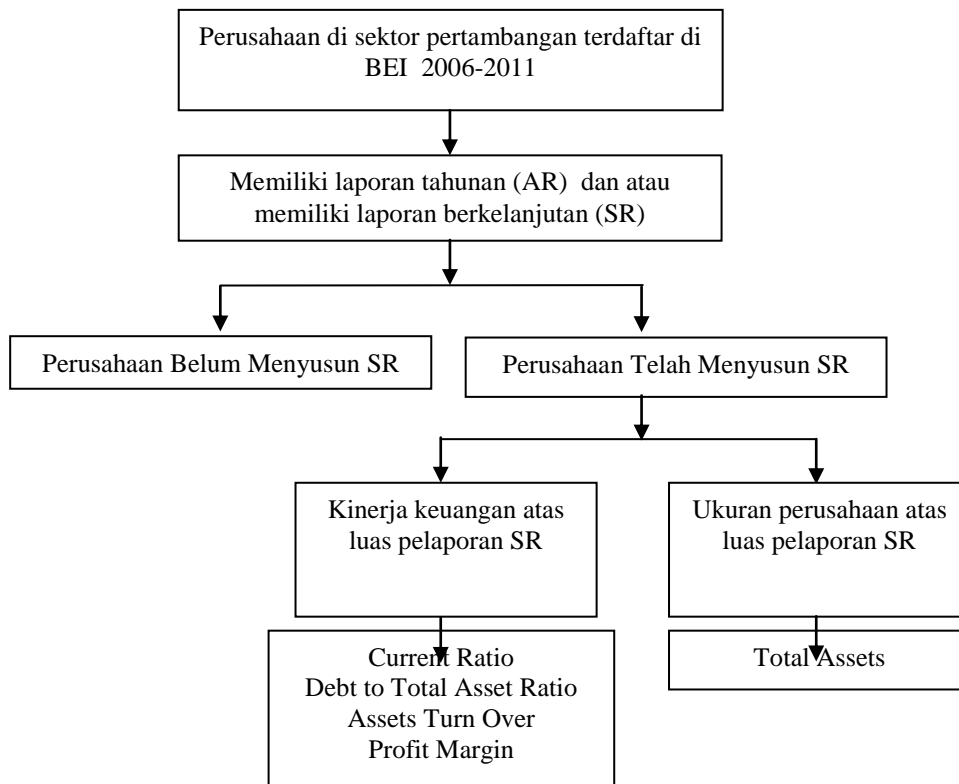 Perusahaan di sektor pertambangan terdaftar di
BEI 2006-2011
Memiliki laporan tahunan (AR) dan atau
memiliki laporan berkelanjutan (SR)
Perusahaan Belum Menyusun SR
Perusahaan Telah Menyusun SR
Kinerja keuangan atas
luas pelaporan SR
Ukuran perusahaan atas
luas pelaporan SR
Current Ratio
Debt to Total Asset Ratio
Assets Turn Over
Profit Margin
Total Assets